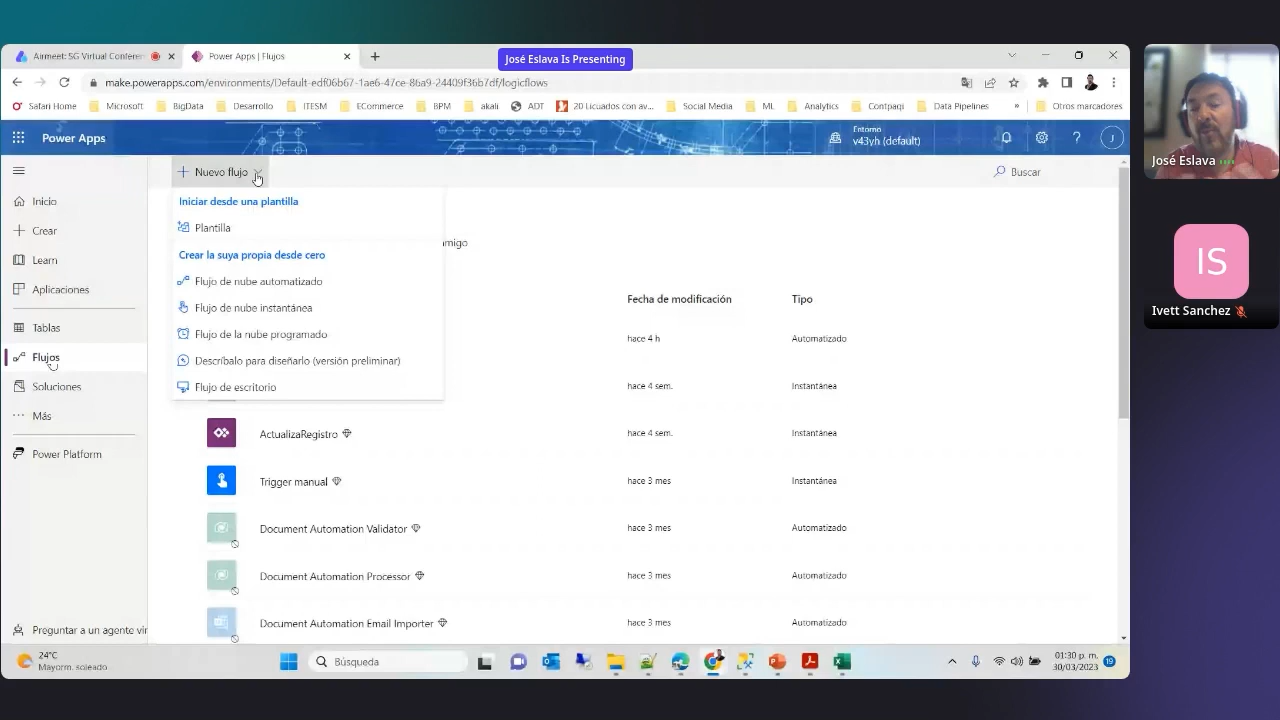 José Eslava Is Presenting
Airmeet: 5G Virtual Conferen
Power Apps | Flujos
make.powerapps.com/environments/Default-edf06b67-1ae6-47ce-86a9-24409f36b7df/logicflows
Safari Home
Microsoft
BigData
Desarrollo
ITESM
ECommerce
BPM
akali
ADT
20 Licuados con av...
Social Media
ML
Analytics
Contpaqi
Data Pipelines
»
Otros marcadores
Power Apps
Entorno
v43yh (default)
J
Nuevo flujo
Buscar
Inicio
Crear
Learn
Aplicaciones
Tablas
Flujos
Soluciones
Más
Power Platform
Preguntar a un agente vir
Iniciar desde una plantilla
Plantilla
Crear la suya propia desde cero
Flujo de nube automatizado
Flujo de nube instantánea
Flujo de la nube programado
Descríbalo para diseñarlo (versión preliminar)
Flujo de escritorio
migo
Fecha de modificación
Tipo
hace 4 h
Automatizado
hace 4 sem.
Instantánea
ActualizaRegistro
hace 4 sem.
Instantánea
Trigger manual
hace 3 mes
Instantánea
Document Automation Validator
hace 3 mes
Automatizado
Document Automation Processor
hace 3 mes
Automatizado
Document Automation Email Importer
hace 3 mes
Automatizado
24°C
Mayorm. soleado
Búsqueda
01:30 p. m.
30/03/2023
19
José Eslava
IS
Ivett Sanchez